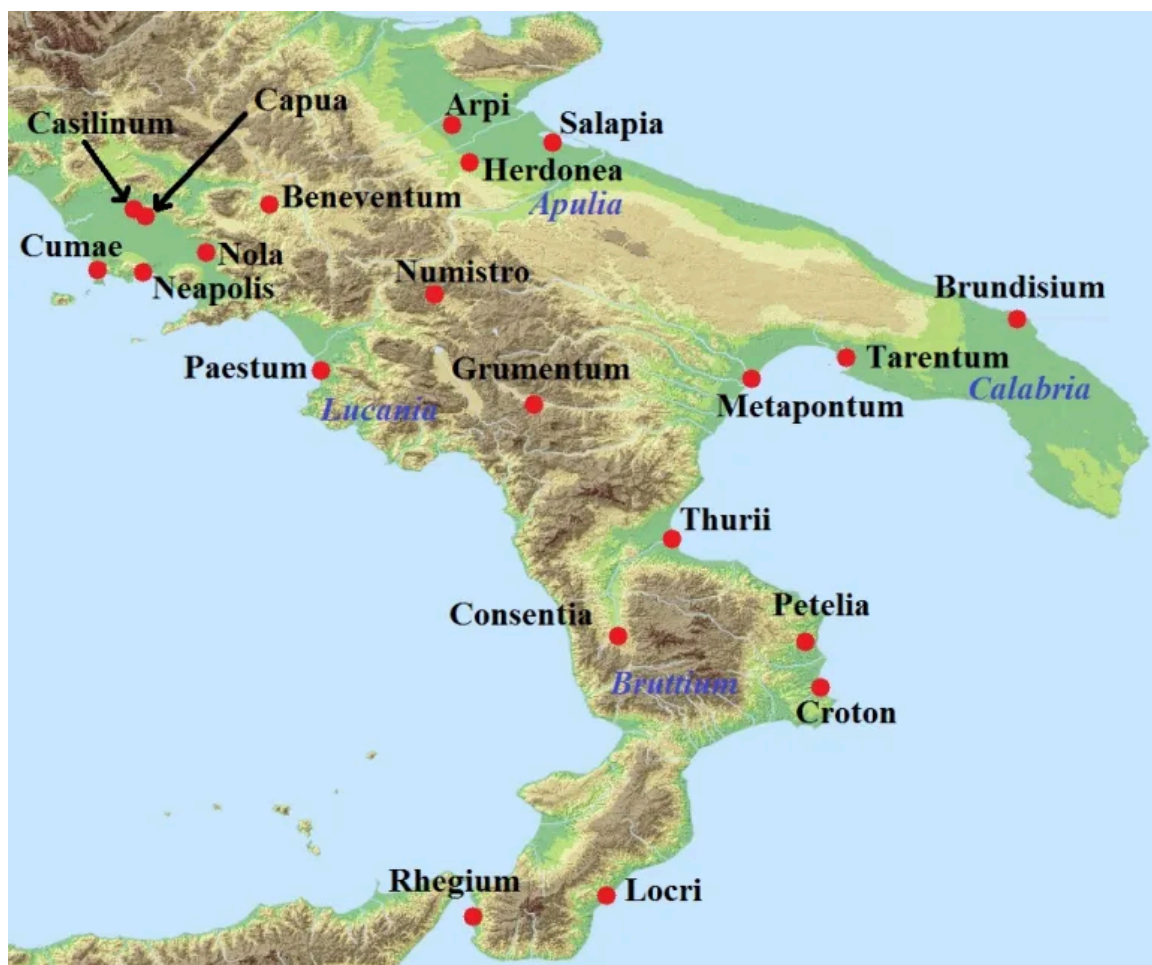 Capua
Casilinum
Arpi
Salapia
Herdonea
Beneventum
Apulia
Cumae
Nola
Neapolis
Numistro
Brundisium
Paestum
Grumentum
Tarentum
Lucania
Metapontum
Calabria
Thurii
Consentia
Petelia
Bruttium
Croton
Rhegium
Locri